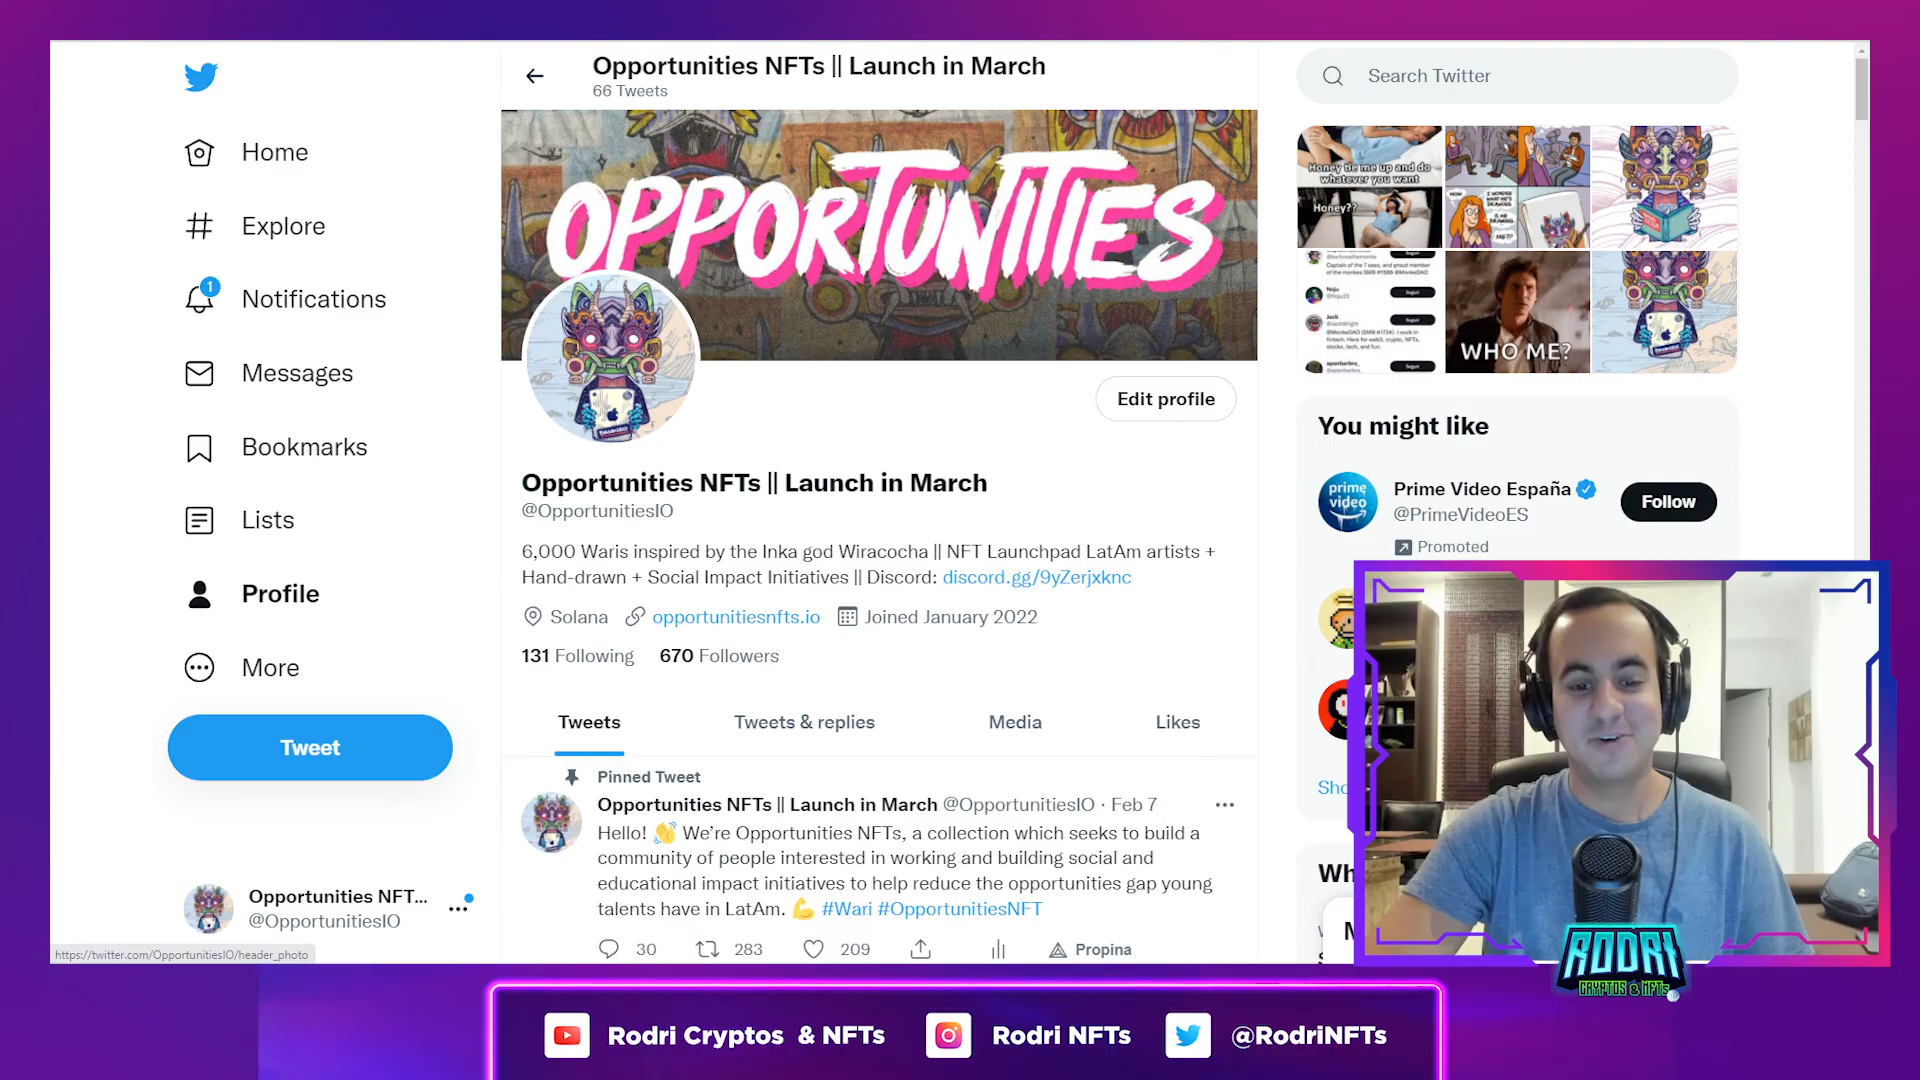 Opportunities NFTs || Launch in March
66 Tweets
Search Twitter
Home
Explore
1
Notifications
Messages
Bookmarks
Lists
Profile
More
Tweet
OPPORTUNITIES
Edit profile
Opportunities NFTs || Launch in March
@OpportunitiesIO
6,000 Waris inspired by the Inka god Wiracocha || NFT Launchpad LatAm artists +
Hand-drawn + Social Impact Initiatives || Discord: discord.gg/9yZerjxknc
Solana opportunitiesnfts.io Joined January 2022
131 Following 670 Followers
Tweets Tweets & replies Media Likes
Pinned Tweet
Opportunities NFTs || Launch in March @OpportunitiesIO · Feb 7
Hello! 👋 We're Opportunities NFTs, a collection which seeks to build a
community of people interested in working and building social and
educational impact initiatives to help reduce the opportunities gap young
talents have in LatAm. 💪 #Wari #OpportunitiesNFT
30 283 209 Propina
Opportunities NFT...
@OpportunitiesIO
https://twitter.com/OpportunitiesIO/header_photo
Honey tie me up and do
whatever you want
Honey??
WHO ME?
You might like
prime
video
Prime Video España
@PrimeVideoES
Follow
Promoted
Sho
Wh
RODRI
CRYPTOS & NFTs
Rodri Cryptos & NFTs
Rodri NFTs
@RodriNFTs